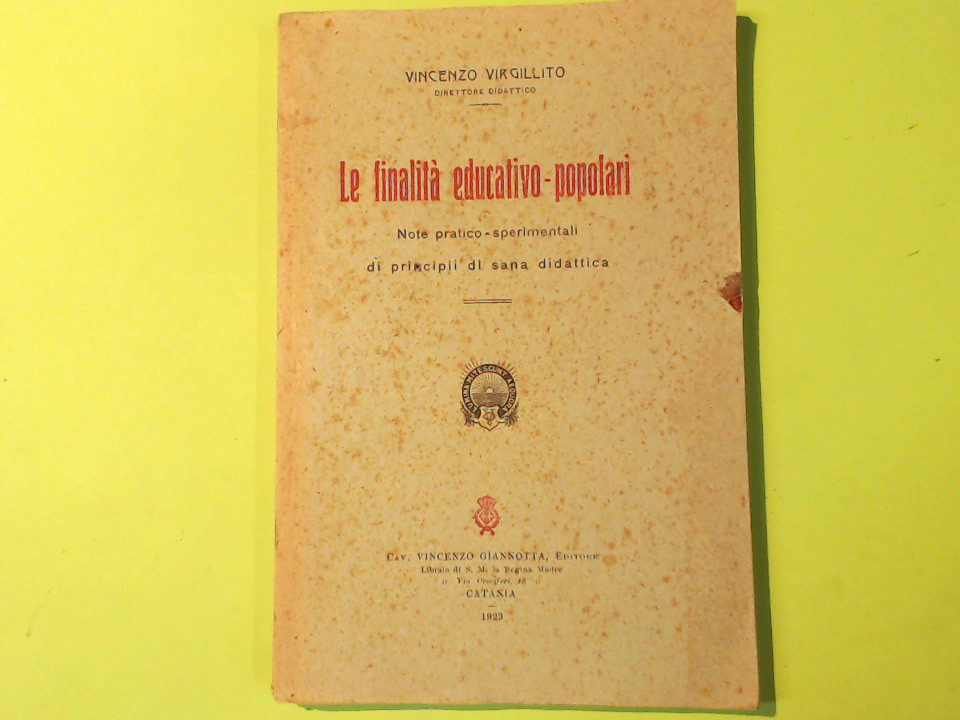 VINCENZO VIRGILLITO
DIRETTORE DIDATTICO
Le finalità educativo-popolari
Note pratico-sperimentali
di principii di sana didattica
CAV. VINCENZO GIANNOTTA, EDITORE
Libraio di S. M. la Regina Madre
Via
CATANIA
1923